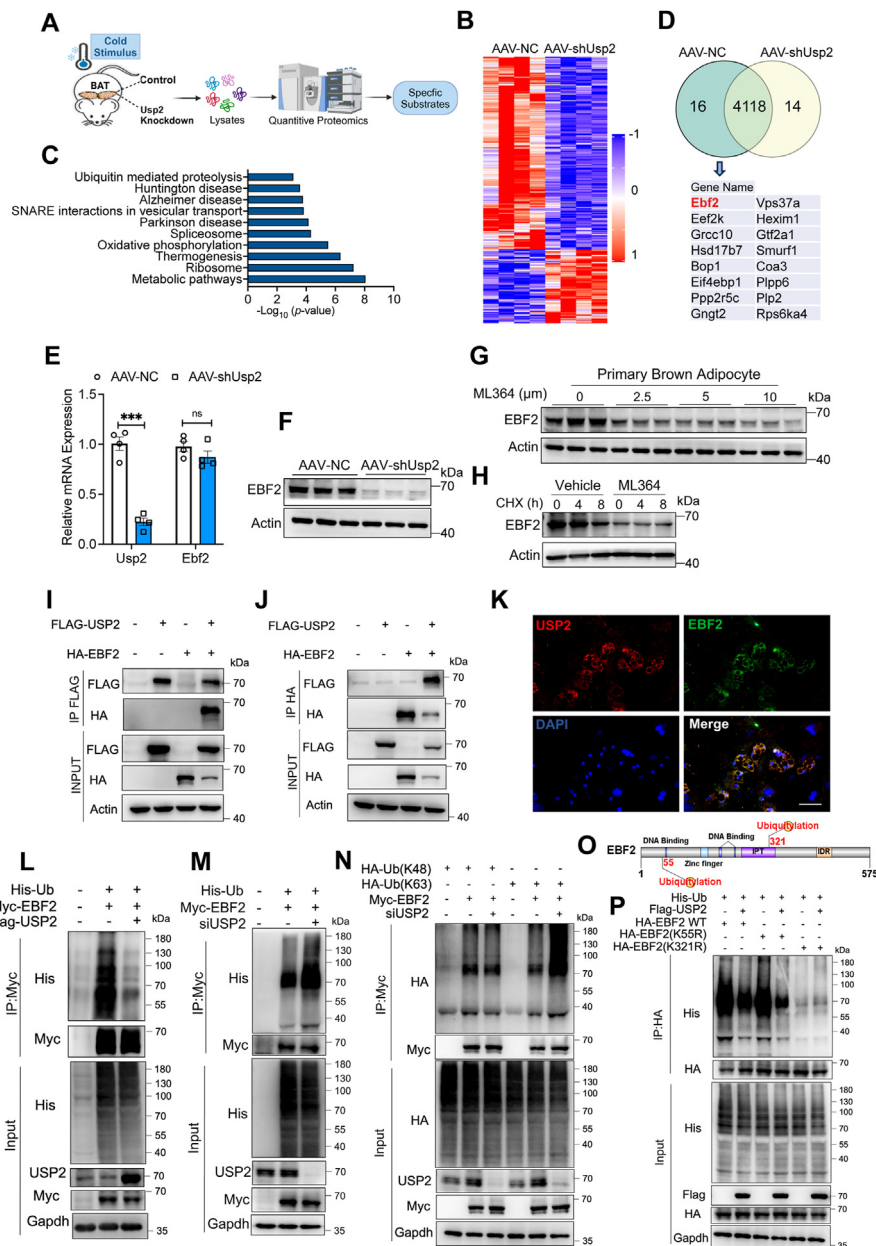 A
Cold
Stimulus
BAT
Control
Usp2
Knockdown
Lysates
Quantitive Proteomics
Specfic
Substrates
B
AAV-NC AAV-shUsp2
-1
0
1
C
Ubiquitin mediated proteolysis
Huntington disease
Alzheimer disease
SNARE interactions in vesicular transport
Parkinson disease
Spliceosome
Oxidative phosphorylation
Thermogenesis
Ribosome
Metabolic pathways
0 2 4 6 8 10
-Log10 (p-value)
D
AAV-NC AAV-shUsp2
16 4118 14
Gene Name
Ebf2 Vps37a
Eef2k Hexim1
Grcc10 Gtf2a1
Hsd17b7 Smurf1
Bop1 Coa3
Eif4ebp1 Plpp6
Ppp2r5c Plp2
Gngt2 Rps6ka4
E
AAV-NC AAV-shUsp2
Relative mRNA Expression
1.5
1.0
0.5
0.0
*** ns
Usp2 Ebf2
F
AAV-NC AAV-shUsp2 kDa
EBF2 70
Actin
40
G
Primary Brown Adipocyte
ML364 (μm) 0 2.5 5 10 kDa
EBF2 70
Actin
40
H
Vehicle ML364
CHX (h) 0 4 8 0 4 8 kDa
EBF2 70
Actin
40
I
FLAG-USP2 - + - +
HA-EBF2 - - + +
kDa
IP FLAG
FLAG 70
HA 70
INPUT
FLAG 70
HA 70
Actin
40
J
FLAG-USP2 - + - +
HA-EBF2 - - + +
kDa
IP HA
FLAG 70
HA 70
INPUT
FLAG 70
HA 70
Actin
40
K
USP2 EBF2
DAPI Merge
L
His-Ub - + +
Myc-EBF2 - + +
Flag-USP2 - - +
kDa
IP:Myc
His
180
130
100
70
55
Myc 70
Input
His
180
130
100
70
55
40
USP2 70
Myc 70
Gapdh 35
M
His-Ub - + +
Myc-EBF2 - + +
siUSP2 - - +
kDa
IP:Myc
His
180
130
100
70
55
40
Myc 70
Input
His
180
130
100
70
55
40
USP2 70
Myc 70
Gapdh 35
N
HA-Ub(K48) + + + - - -
HA-Ub(K63) - - - + + +
Myc-EBF2 - + + - + +
siUSP2 - - + - - +
kDa
IP:Myc
HA
180
130
100
70
55
40
Myc 70
Input
HA
180
130
100
70
55
40
USP2 70
Myc 70
Gapdh 35
O
EBF2
DNA Binding DNA Binding
Ubiquitylation
321
55
Zinc finger
IPT
IDR
1 575
Ubiquitylation
P
His-Ub + + + + + +
Flag-USP2 - + - + - +
HA-EBF2 WT + + - - - -
HA-EBF2(K55R) - - + + - -
HA-EBF2(K321R) - - - - + +
kDa
IP:HA
His
180
130
100
70
55
40
HA 70
Input
His
180
130
100
70
55
40
Flag 70
HA 70
Gapdh 35